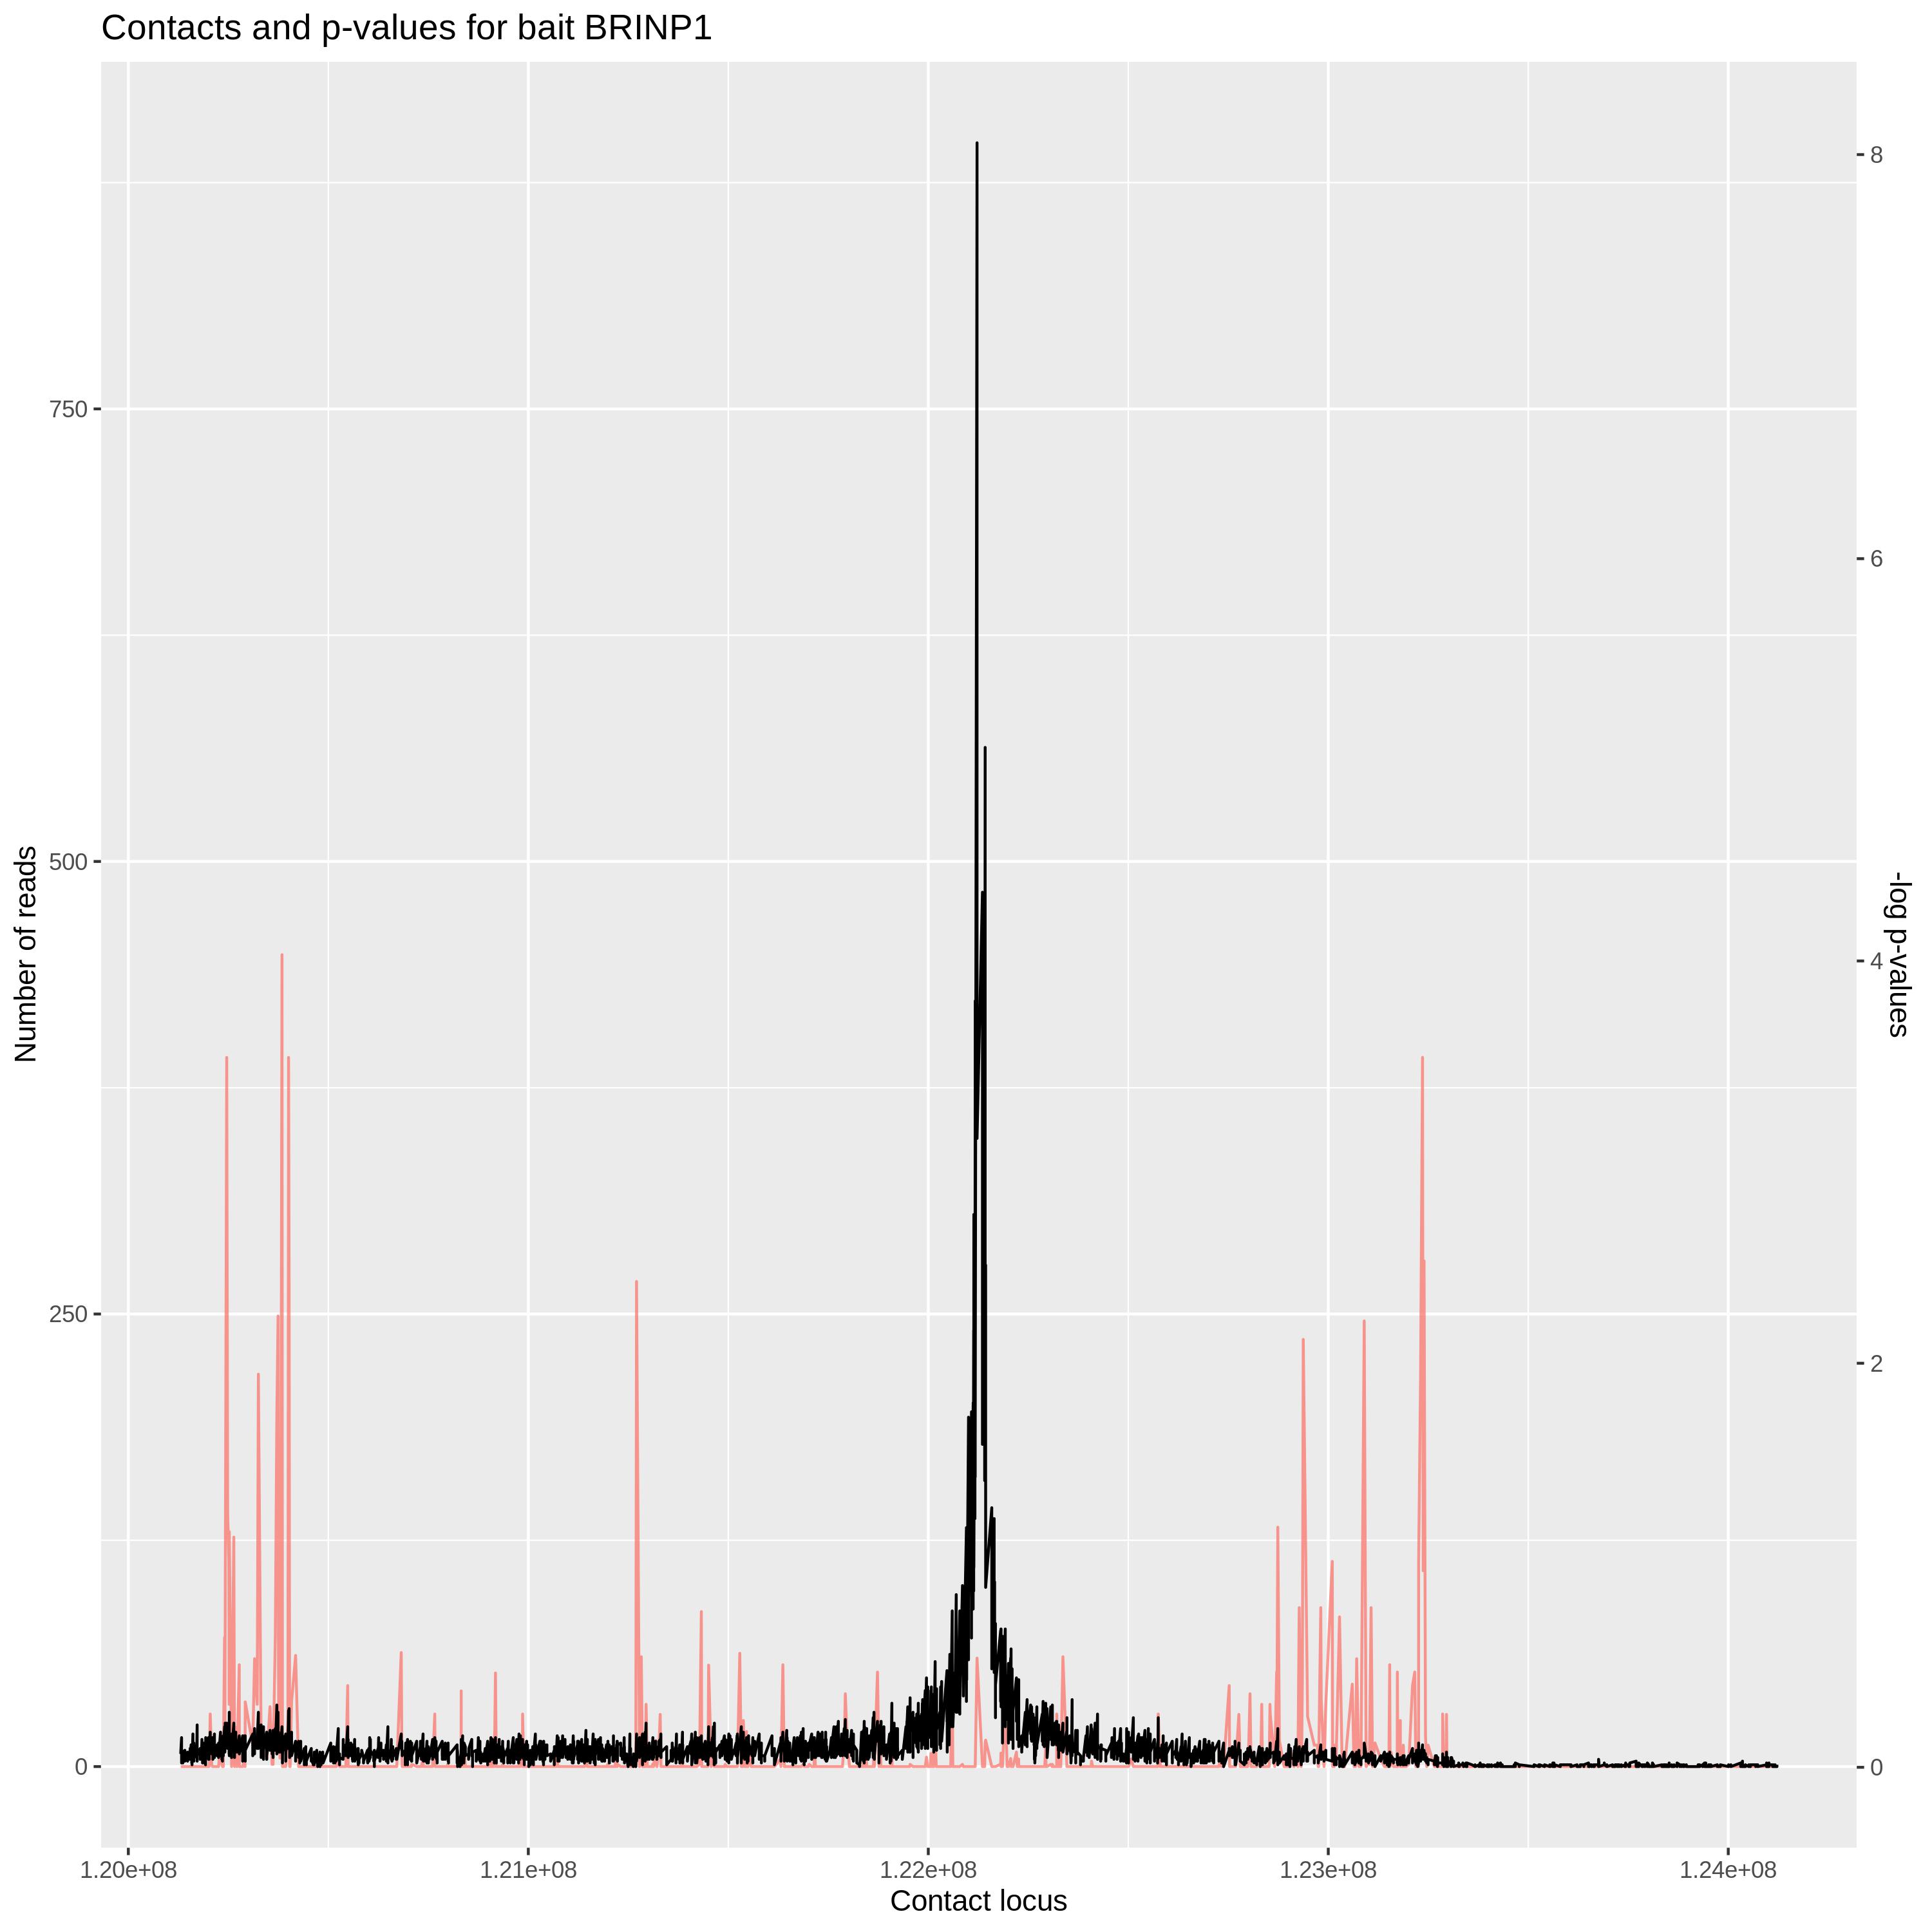 Contacts and p-values for bait BRINP1
Number of reads
750
500
250
0
8
6
4
2
0
-log p-values
1.20e+08
1.21e+08
1.22e+08
1.23e+08
1.24e+08
Contact locus